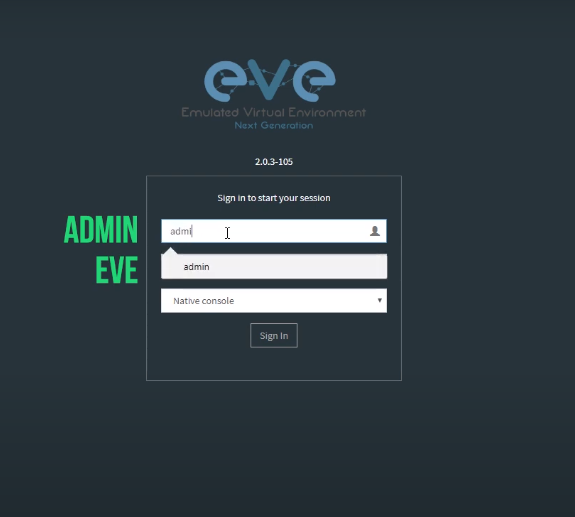 eve
Emulated Virtual Environment
Next Generation
2.0.3-105
Sign in to start your session
ADMIN
admi
EVE
admin
Native console
Sign In